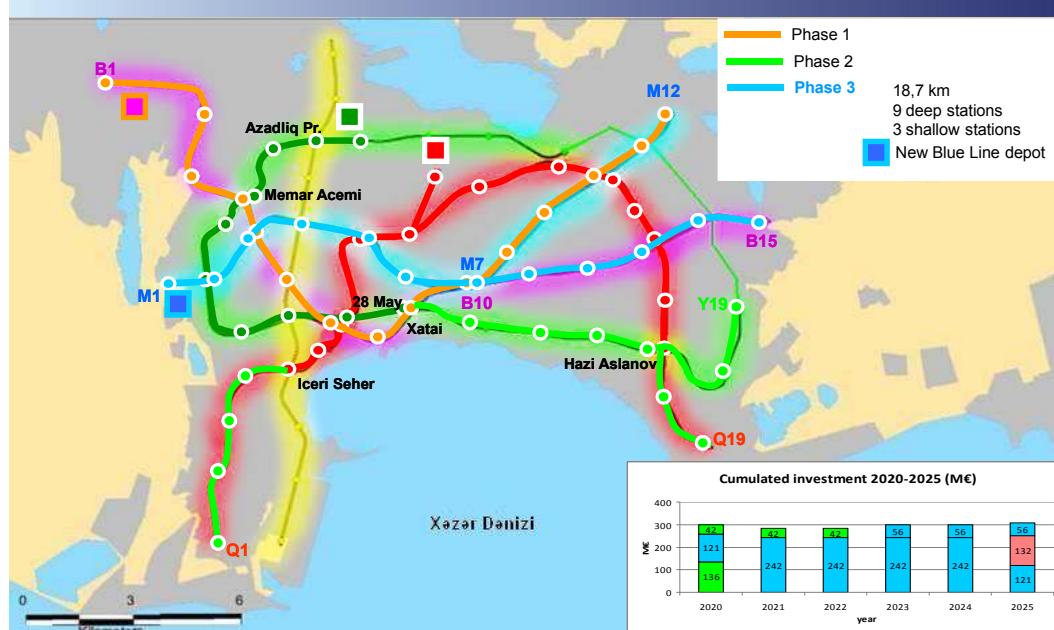 Phase 1
Phase 2
Phase 3
18,7 km
9 deep stations
3 shallow stations
New Blue Line depot
B1
M12
Azadliq Pr.
Memar Acemi
B15
M7
M1
B10
28 May
Y19
Xatai
Hazi Aslanov
Iceri Seher
Q19
Xəzər Dənizi
Q1
0 3 6
Kilometers
Cumulated investment 2020-2025 (M€)
M€
400
300
200
100
0
42 42 42 56 56 56
121 242 242 242 242 132
136 121
2020 2021 2022 2023 2024 2025
year